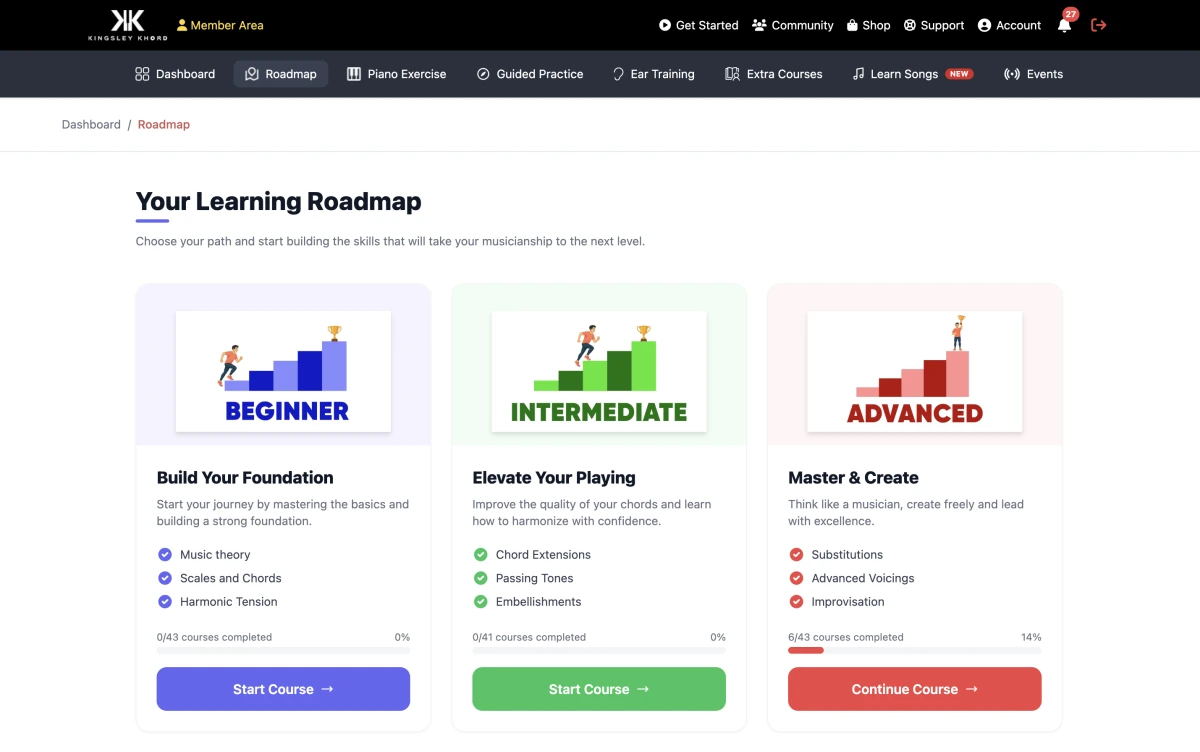 KINGSLEY KHORD
Member Area
Get Started
Community
Shop
Support
Account
27
Dashboard
Roadmap
Piano Exercise
Guided Practice
Ear Training
Extra Courses
Learn Songs NEW
Events
Dashboard / Roadmap
Your Learning Roadmap
Choose your path and start building the skills that will take your musicianship to the next level.
BEGINNER
Build Your Foundation
Start your journey by mastering the basics and
building a strong foundation.
Music theory
Scales and Chords
Harmonic Tension
0/43 courses completed 0%
Start Course →
INTERMEDIATE
Elevate Your Playing
Improve the quality of your chords and learn
how to harmonize with confidence.
Chord Extensions
Passing Tones
Embellishments
0/41 courses completed 0%
Start Course →
ADVANCED
Master & Create
Think like a musician, create freely and lead
with excellence.
Substitutions
Advanced Voicings
Improvisation
6/43 courses completed 14%
Continue Course →